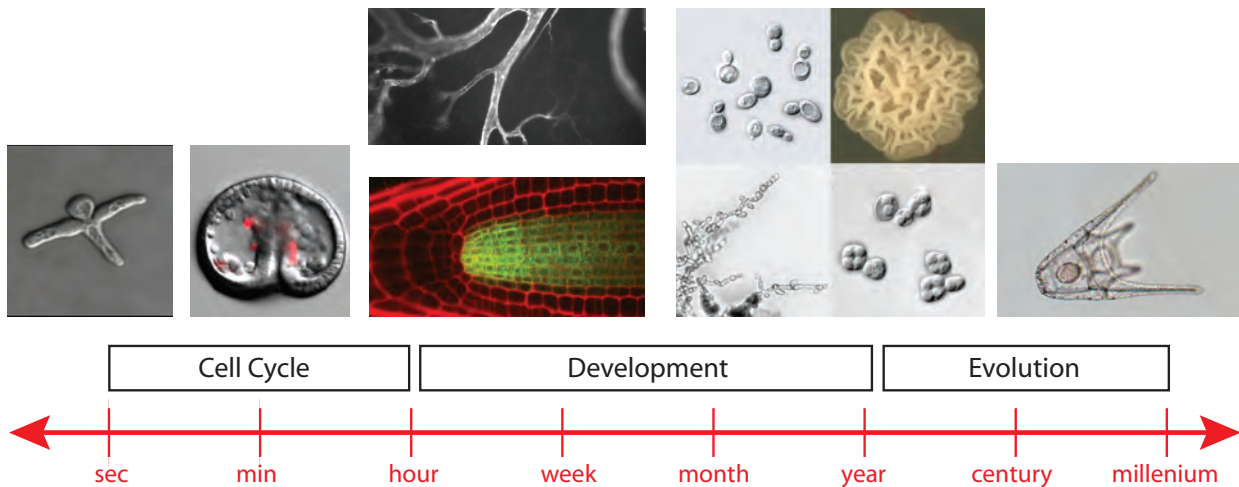 Cell Cycle
Development
Evolution
sec
min
hour
week
month
year
century
millenium